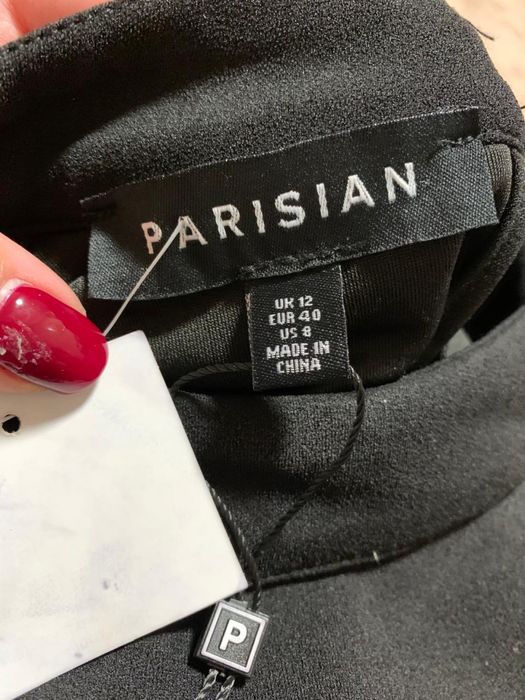 PARISIAN
UK 12
EUR 40
US 8
MADE IN
CHINA
P